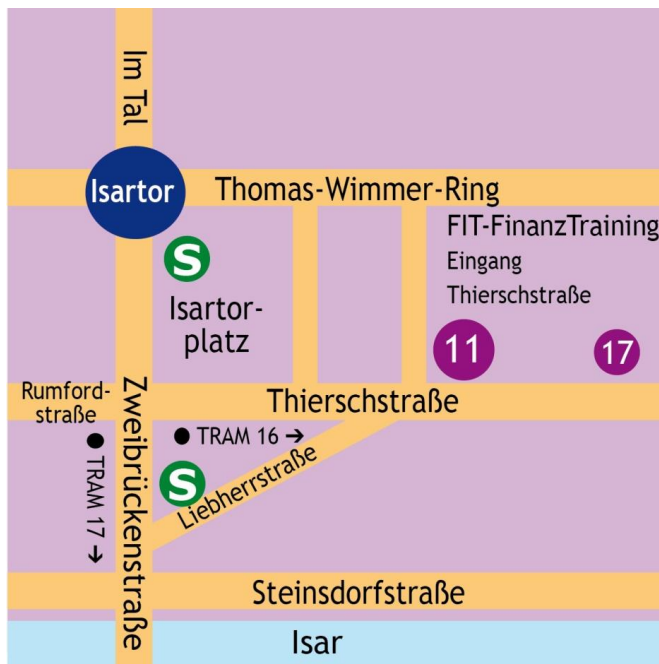 Im Tal
Isartor
Thomas-Wimmer-Ring
FIT-FinanzTraining
Eingang
Thierschstraße
S
Isartor-
platz
11
17
Rumford-
straße
Zweibrückenstraße
Thierschstraße
TRAM 16 →
TRAM 17 →
S
Liebherrstraße
Steinsdorfstraße
Isar